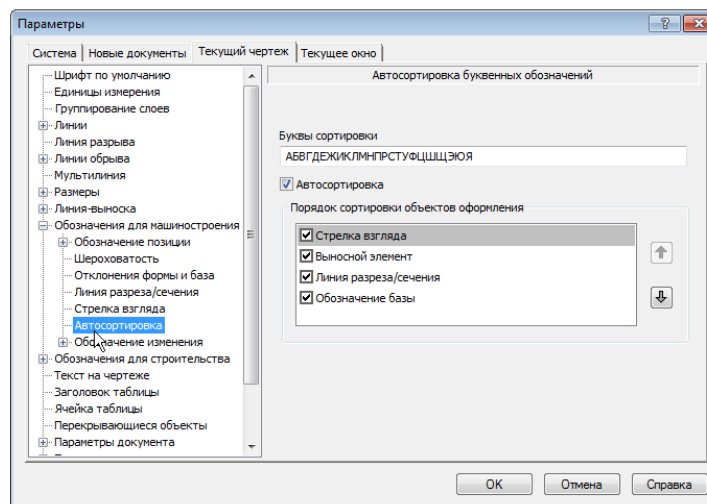 Параметры
Система Новые документы Текущий чертеж Текущее окно
Шрифт по умолчанию
Единицы измерения
Группирование слоев
Линии
Линия разрыва
Линии обрыва
Мультилиния
Размеры
Линия-выноска
Обозначения для машиностроения
Обозначение позиции
Шероховатость
Отклонения формы и база
Линия разреза/сечения
Стрелка взгляда
Автосортировка
Обозначение изменения
Обозначения для строительства
Текст на чертеже
Заголовок таблицы
Ячейка таблицы
Перекрывающиеся объекты
Параметры документа
Автосортировка буквенных обозначений
Буквы сортировки
АБВГДЕЖИКЛМНПРСТУФЦШЩЭЮЯ
Автосортировка
Порядок сортировки объектов оформления
Стрелка взгляда
Выносной элемент
Линия разреза/сечения
Обозначение базы
OK Отмена Справка